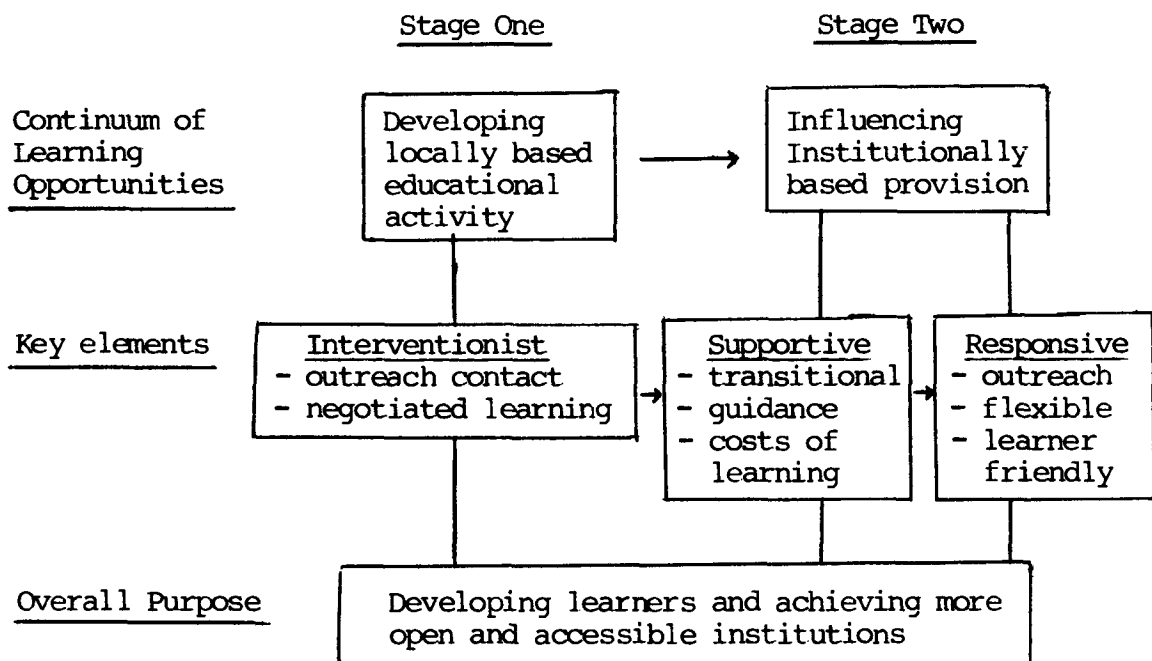 Stage One
Stage Two
Continuum of
Learning
Opportunities
Developing
locally based
educational
activity
Influencing
Institutionally
based provision
Key elements
Interventionist
- outreach contact
- negotiated learning
Supportive
- transitional
- guidance
- costs of
learning
Responsive
- outreach
- flexible
- learner
friendly
Overall Purpose
Developing learners and achieving more
open and accessible institutions